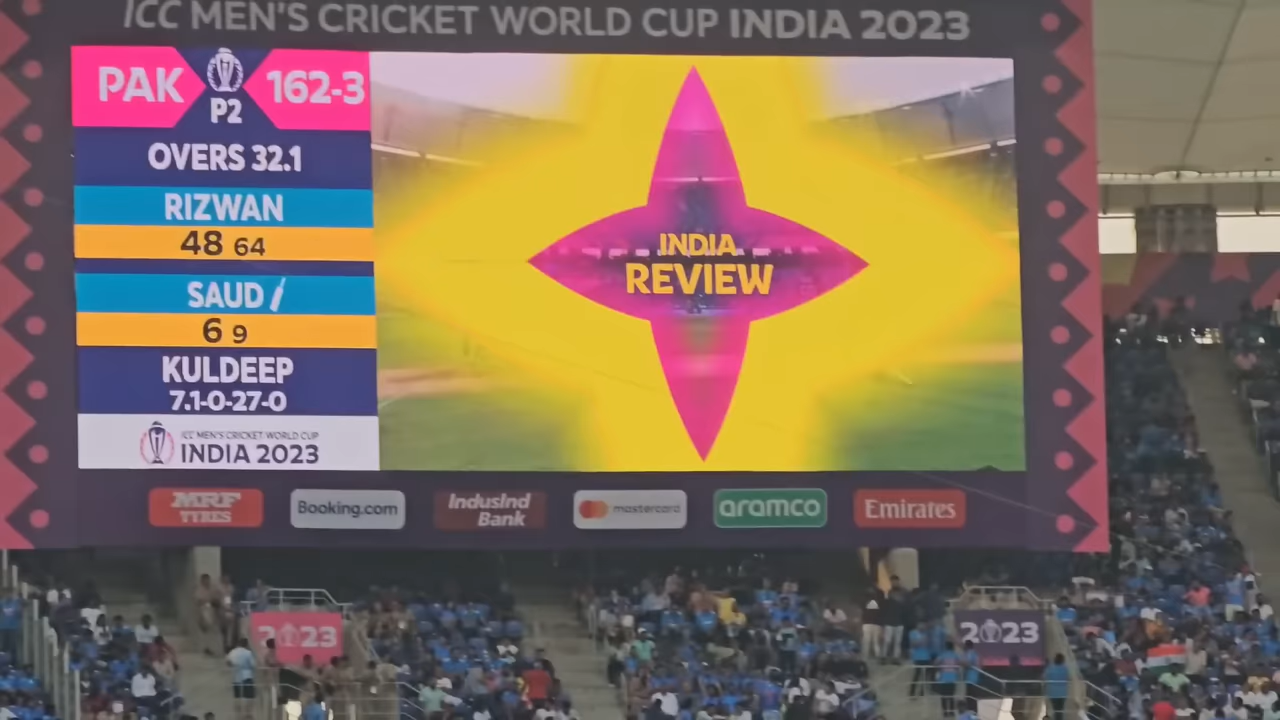 ICC MEN'S CRICKET WORLD CUP INDIA 2023
PAK 162-3
P2
OVERS 32.1
RIZWAN
48 64
SAUD
6 9
KULDEEP
7.1-0-27-0
ICC MEN'S CRICKET WORLD CUP
INDIA 2023
INDIA
REVIEW
MRF
TYRES
Booking.com
IndusInd
Bank
mastercard
aramco
Emirates
2023
2023